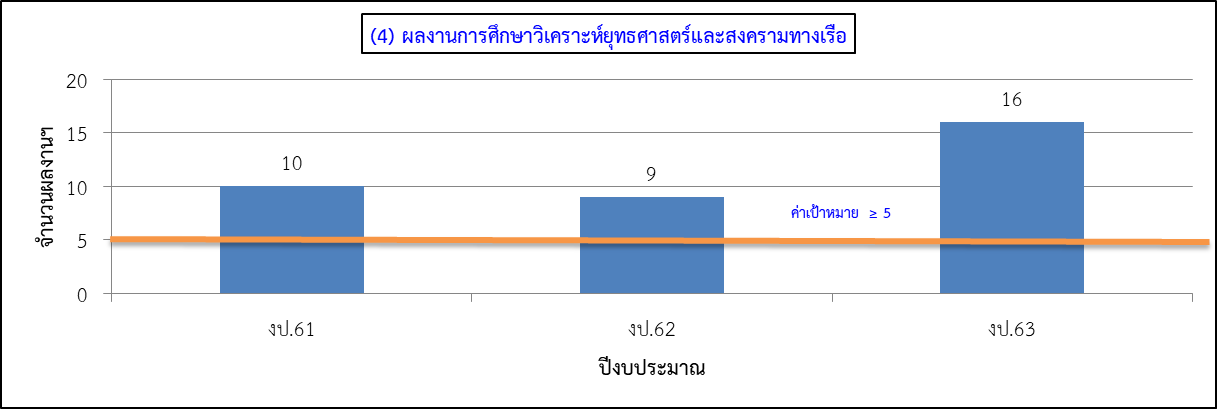 (4) ผลงานการศึกษาวิเคราะห์ยุทธศาสตร์และสงครามทางเรือ
จำนวนผลงานฯ
20
15
10
5
0
10
9
16
ค่าเป้าหมาย ≥ 5
งป.61
งป.62
งป.63
ปีงบประมาณ